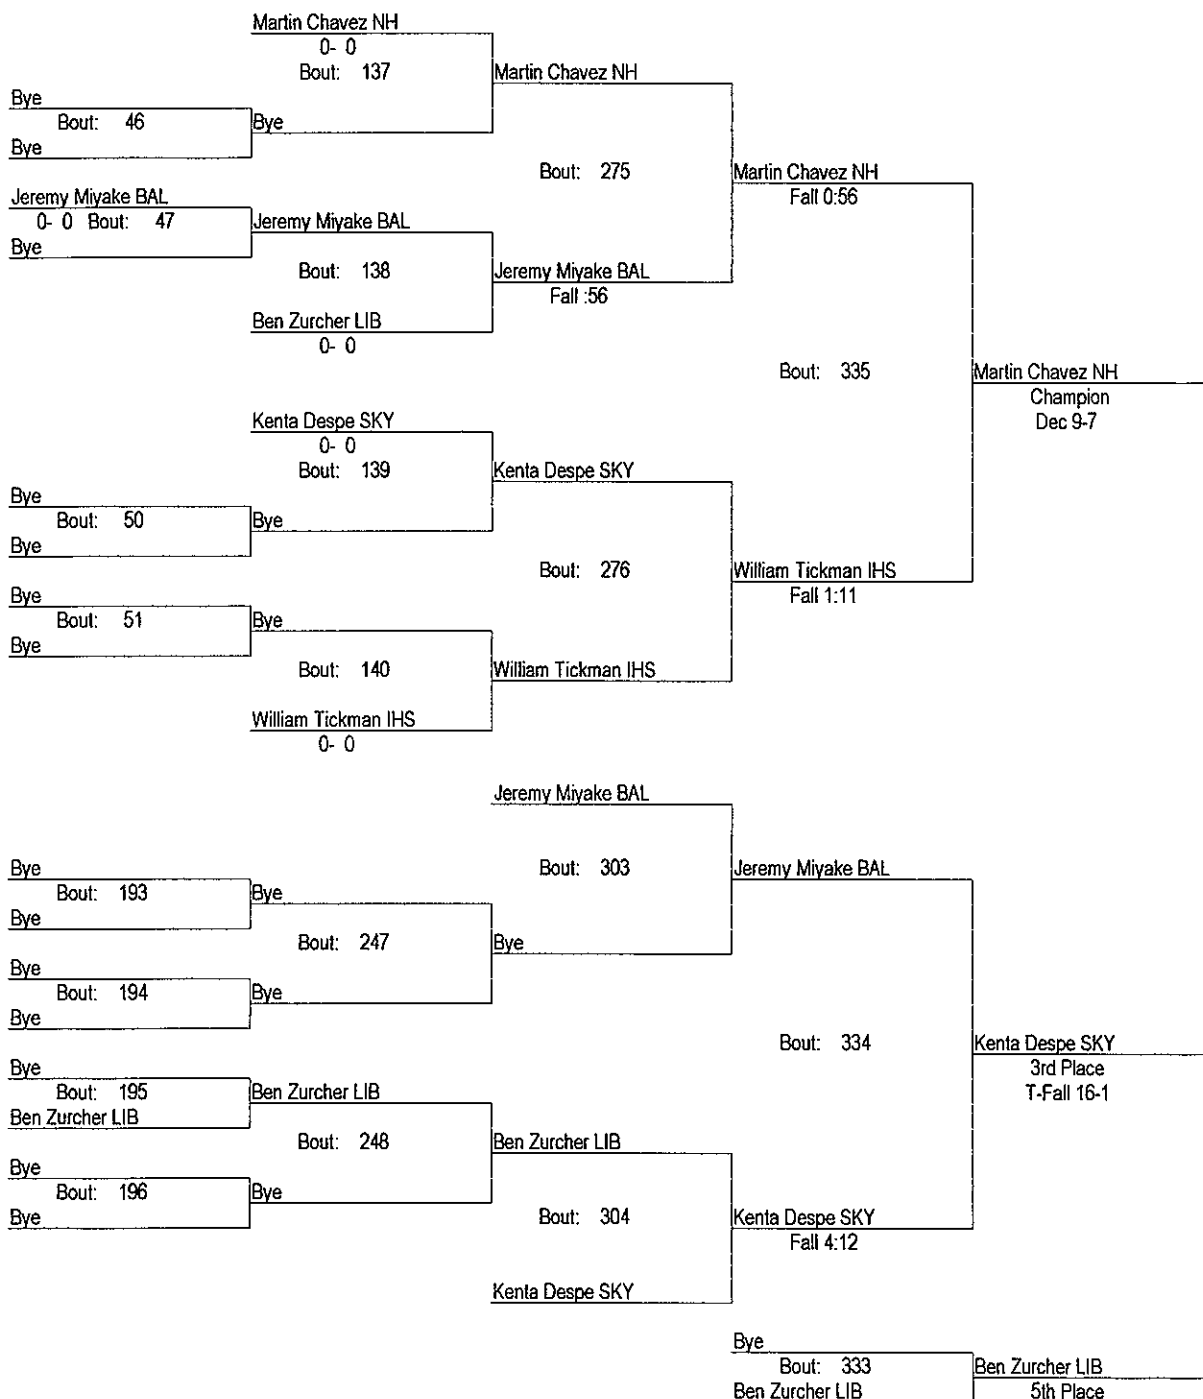 Martin Chavez NH
0- 0
Bout: 137
Martin Chavez NH
Bye
Bout: 46
Bye
Bye
Bout: 275
Martin Chavez NH
Fall 0:56
Jeremy Miyake BAL
0- 0 Bout: 47
Jeremy Miyake BAL
Bye
Bout: 138
Jeremy Miyake BAL
Fall :56
Ben Zurcher LIB
0- 0
Bout: 335
Martin Chavez NH
Champion
Dec 9-7
Kenta Despe SKY
0- 0
Bout: 139
Kenta Despe SKY
Bye
Bout: 50
Bye
Bye
Bout: 276
William Tickman IHS
Fall 1:11
Bye
Bout: 51
Bye
Bye
Bout: 140
William Tickman IHS
William Tickman IHS
0- 0
Jeremy Miyake BAL
Bout: 303
Jeremy Miyake BAL
Bye
Bout: 193
Bye
Bye
Bout: 247
Bye
Bye
Bout: 194
Bye
Bye
Bout: 334
Kenta Despe SKY
3rd Place
T-Fall 16-1
Bye
Bout: 195
Ben Zurcher LIB
Ben Zurcher LIB
Bout: 248
Ben Zurcher LIB
Bye
Bout: 196
Bye
Bye
Bout: 304
Kenta Despe SKY
Fall 4:12
Kenta Despe SKY
Bye
Bout: 333
Ben Zurcher LIB
Ben Zurcher LIB
5th Place